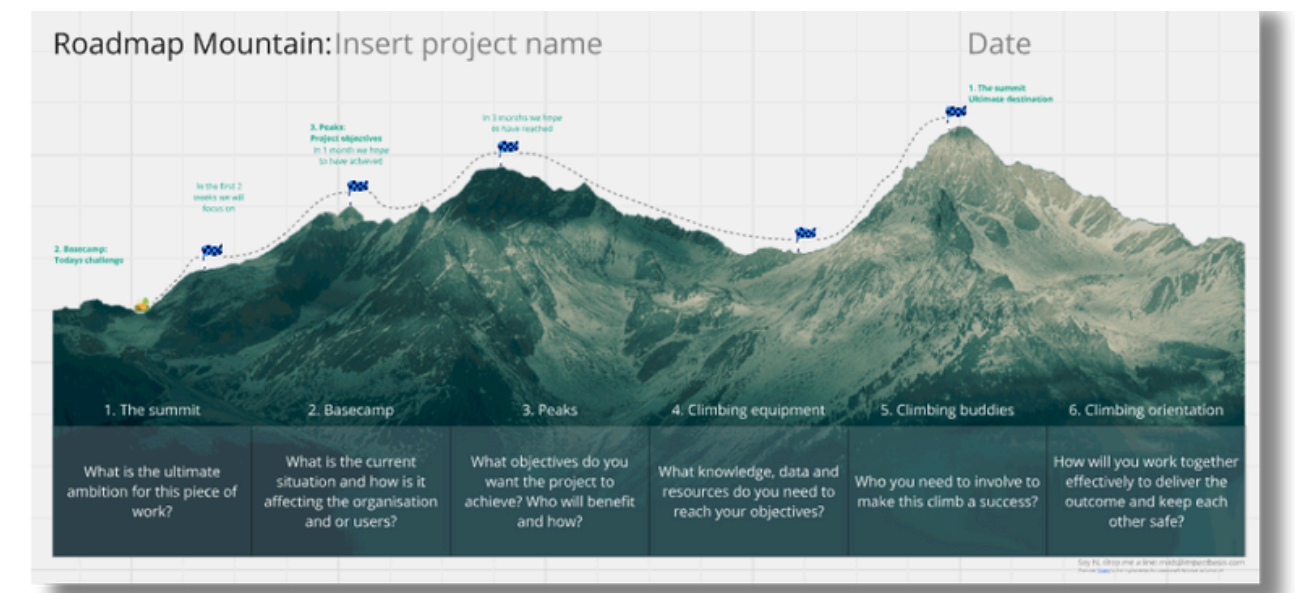 Roadmap Mountain: Insert project name
Date
1. The summit
Ultimate destination
In 3 months we hope
to have reached
3. Peaks:
Project objectives
In 1 month we hope
to have achieved
In the first 2
weeks we will
focus on
2. Basecamp:
Todays challenge
1. The summit
2. Basecamp
3. Peaks
4. Climbing equipment
5. Climbing buddies
6. Climbing orientation
What is the ultimate
ambition for this piece of
work?
What is the current
situation and how is it
affecting the organisation
and or users?
What objectives do you
want the project to
achieve? Who will benefit
and how?
What knowledge, data and
resources do you need to
reach your objectives?
Who you need to involve to
make this climb a success?
How will you work together
effectively to deliver the
outcome and keep each
other safe?
Say hi, drop me a line: